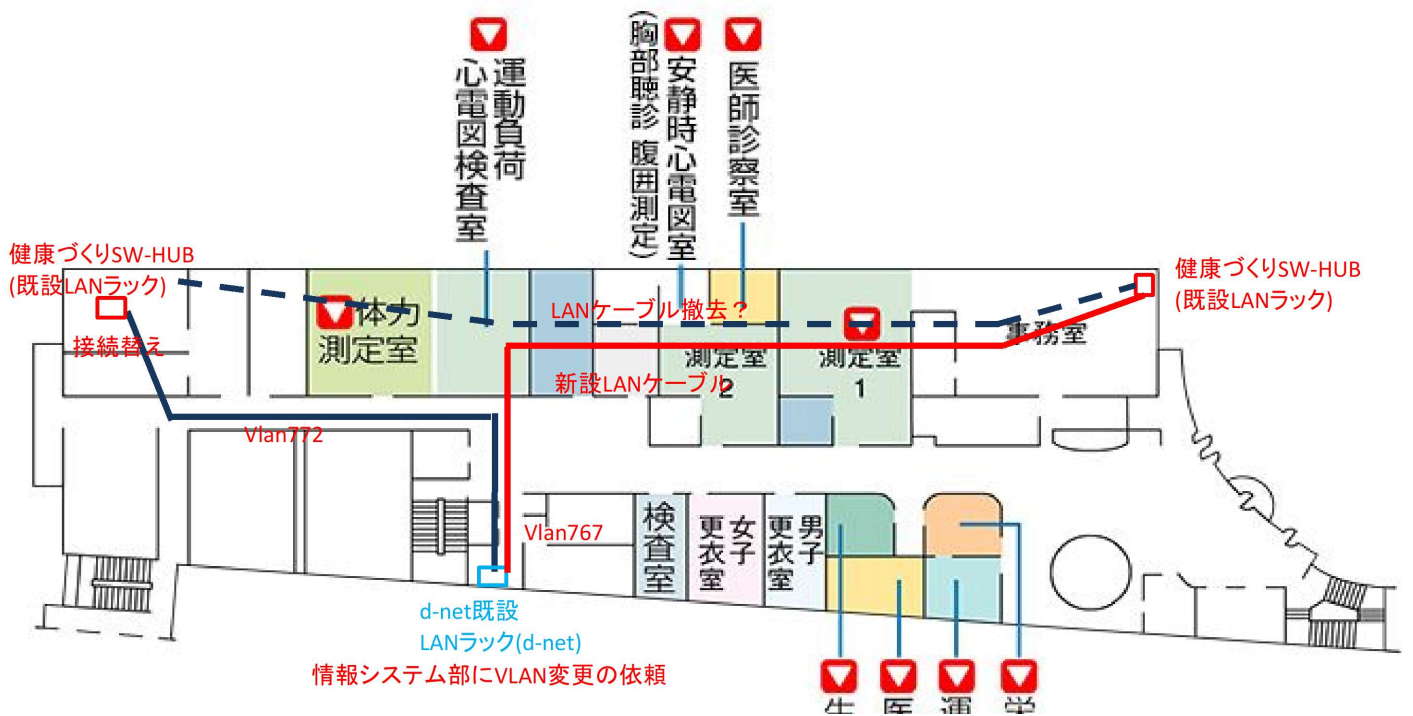 運動負荷
心電図検査室
安静時心電図室
(胸部聴診 腹囲測定)
医師診察室
健康づくりSW-HUB
(既設LANラック)
接続替え
体力
測定室
LANケーブル撤去？
新設LANケーブル
測定室
2
測定室
1
事務室
健康づくりSW-HUB
(既設LANラック)
Vlan772
Vlan767
検査室
女子
更衣室
男子
更衣室
d-net既設
LANラック(d-net)
情報システム部にVLAN変更の依頼
医
運
栄